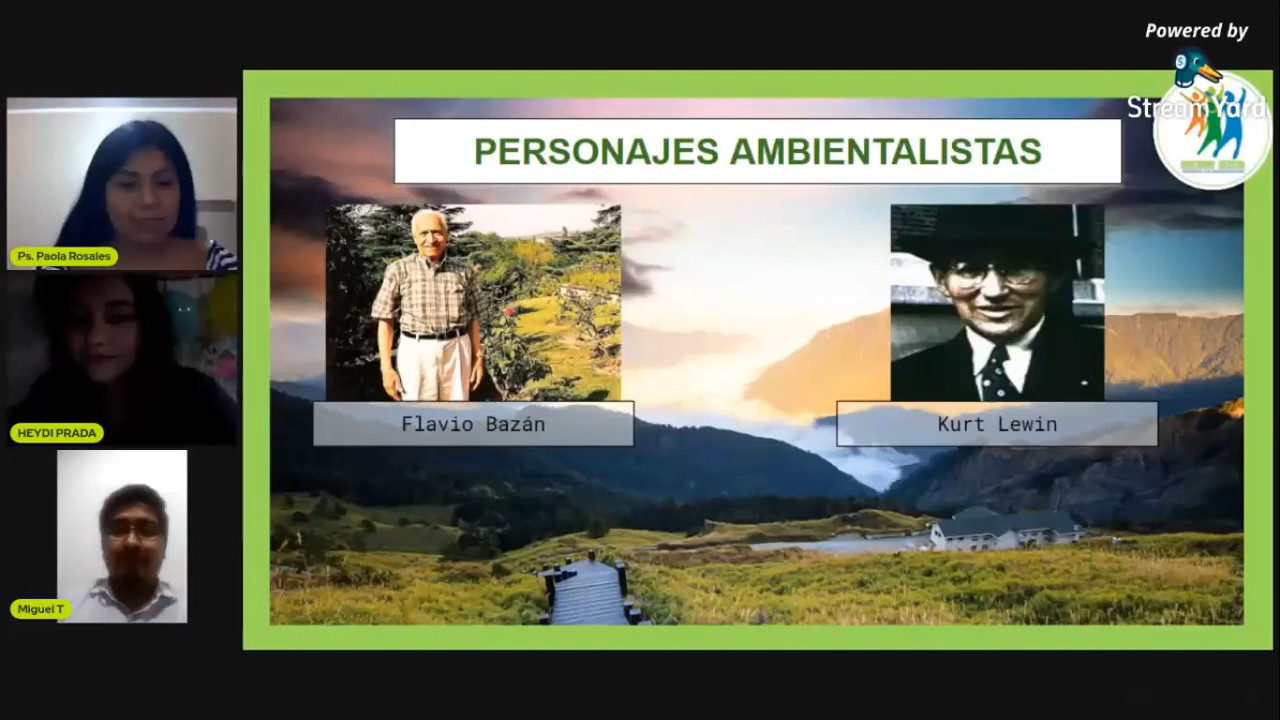 Powered by
StreamYard
PERSONAJES AMBIENTALISTAS
Ps. Paola Rosales
HEYDI PRADA
Miguel T
Flavio Bazán
Kurt Lewin